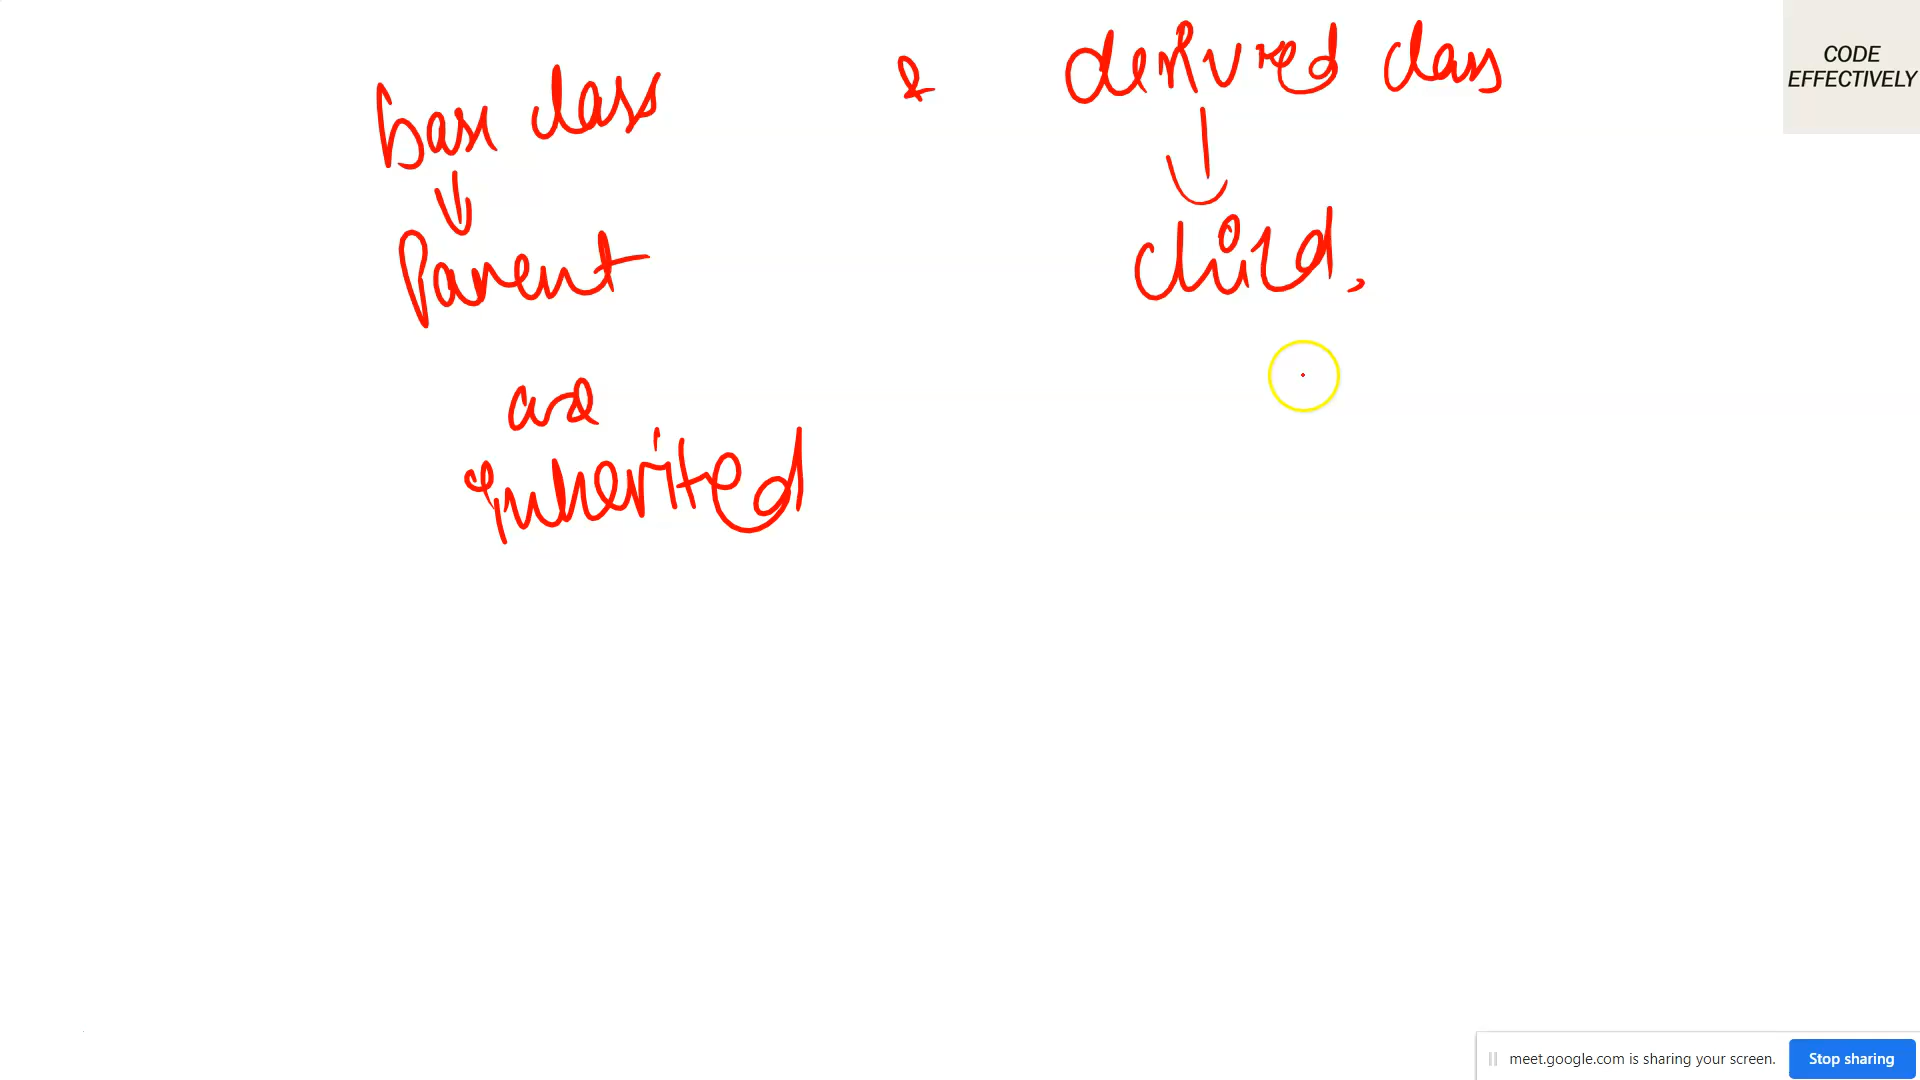 base class & derived class
Parent child,
are
inherited
CODE
EFFECTIVELY
meet.google.com is sharing your screen. Stop sharing